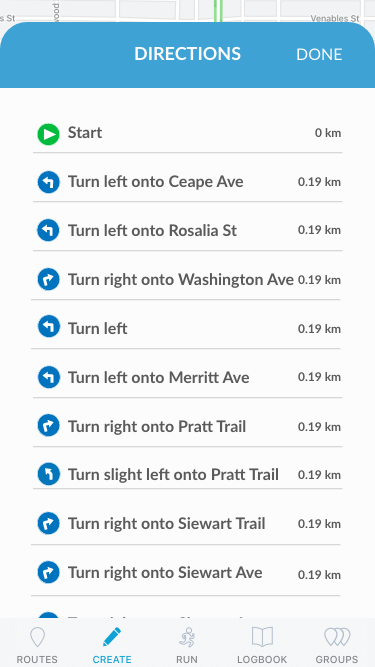 s St
wood
Venables St
DIRECTIONS DONE
Start 0 km
Turn left onto Ceape Ave 0.19 km
Turn left onto Rosalia St 0.19 km
Turn right onto Washington Ave 0.19 km
Turn left 0.19 km
Turn left onto Merritt Ave 0.19 km
Turn right onto Pratt Trail 0.19 km
Turn slight left onto Pratt Trail 0.19 km
Turn right onto Siewart Trail 0.19 km
Turn right onto Siewart Ave 0.19 km
ROUTES CREATE RUN LOGBOOK GROUPS